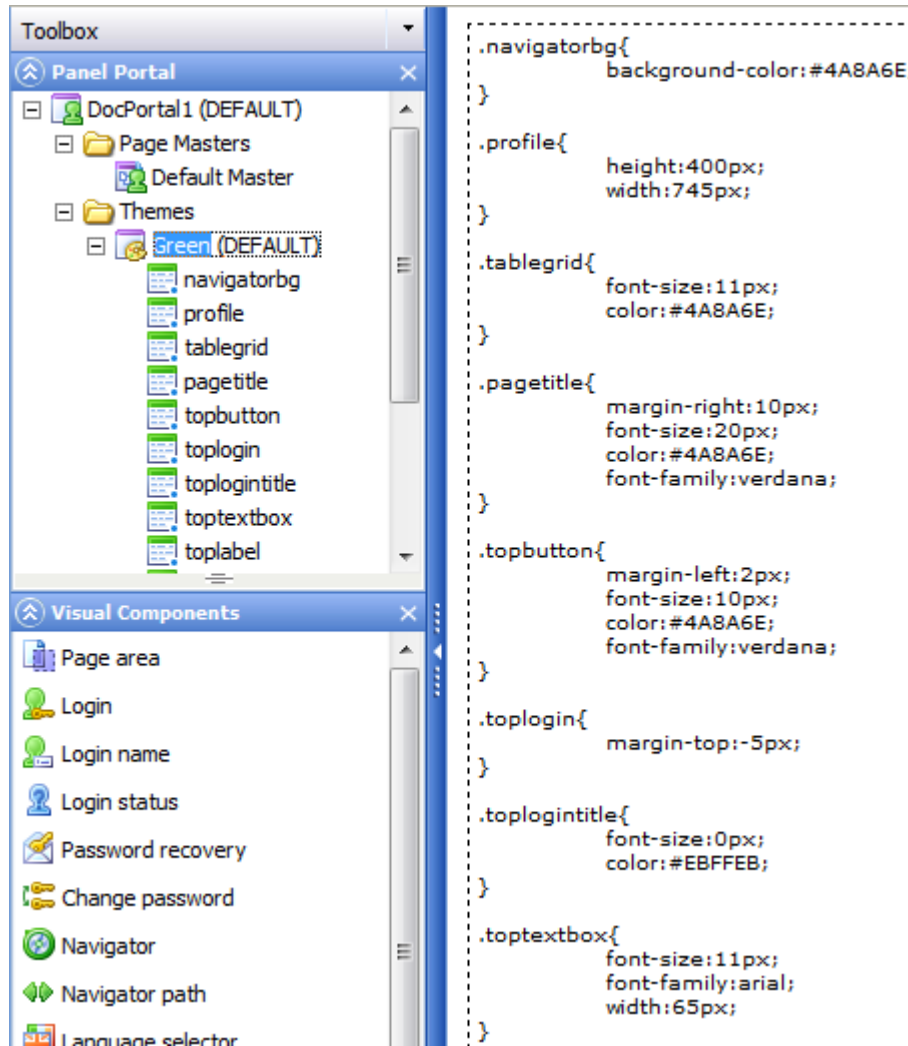 Toolbox
Panel Portal
DocPortal1 (DEFAULT)
Page Masters
Default Master
Themes
Green (DEFAULT)
navigatorbg
profile
tablegrid
pagetitle
topbutton
toplogin
toplogintitle
toptextbox
toplabel
Visual Components
Page area
Login
Login name
Login status
Password recovery
Change password
Navigator
Navigator path
Language selector
.navigatorbg{
background-color:#4A8A6E
}
.profile{
height:400px;
width:745px;
}
.tablegrid{
font-size:11px;
color:#4A8A6E;
}
.pagetitle{
margin-right:10px;
font-size:20px;
color:#4A8A6E;
font-family:verdana;
}
.topbutton{
margin-left:2px;
font-size:10px;
color:#4A8A6E;
font-family:verdana;
}
.toplogin{
margin-top:-5px;
}
.toplogintitle{
font-size:0px;
color:#EBFFEB;
}
.toptextbox{
font-size:11px;
font-family:arial;
width:65px;
}